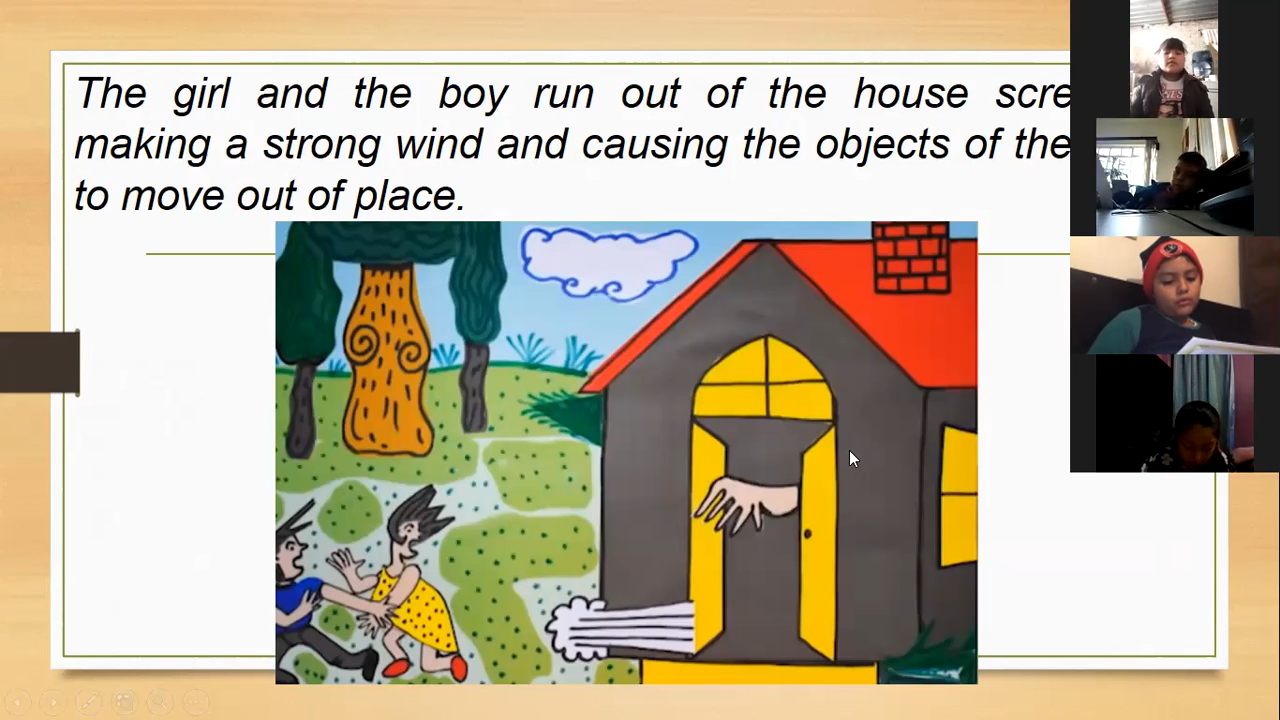 The girl and the boy run out of the house scre
making a strong wind and causing the objects of the
to move out of place.